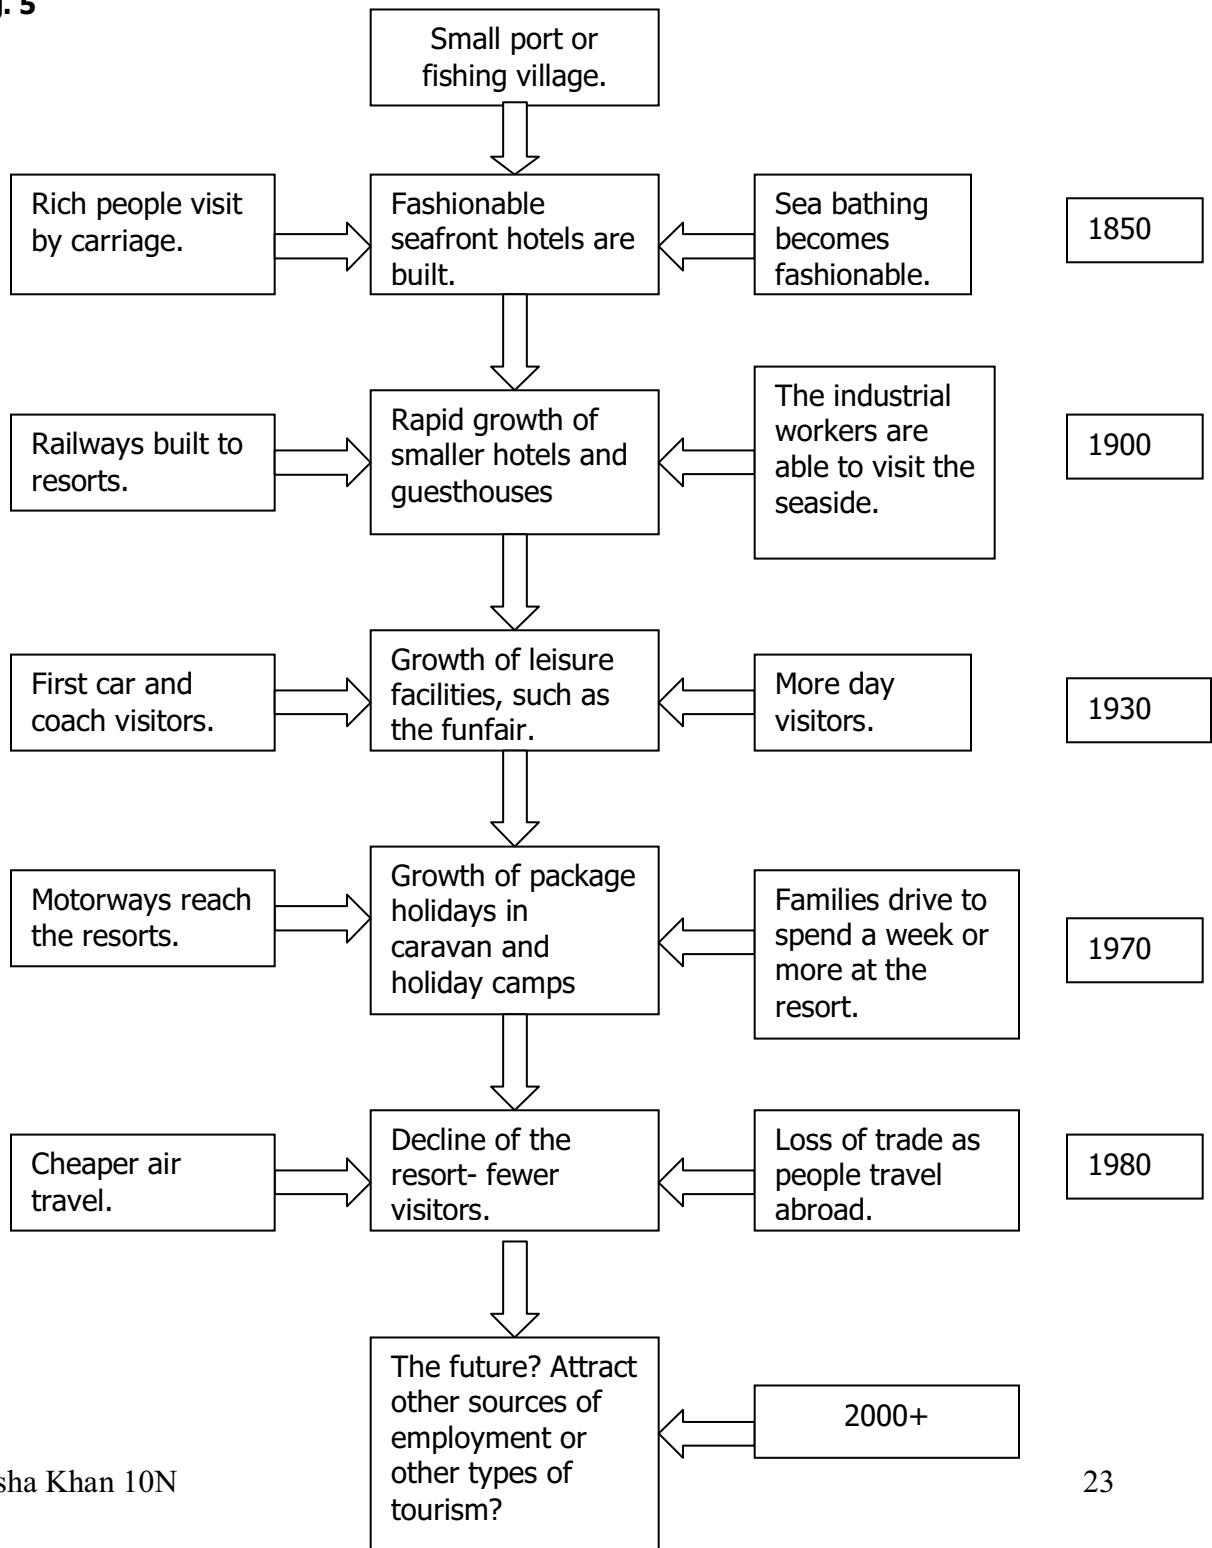 . 5
Small port or
fishing village.
Rich people visit
by carriage.
Fashionable
seafront hotels are
built.
Sea bathing
becomes
fashionable.
1850
Railways built to
resorts.
Rapid growth of
smaller hotels and
guesthouses
The industrial
workers are
able to visit the
seaside.
1900
First car and
coach visitors.
Growth of leisure
facilities, such as
the funfair.
More day
visitors.
1930
Motorways reach
the resorts.
Growth of package
holidays in
caravan and
holiday camps
Families drive to
spend a week or
more at the
resort.
1970
Cheaper air
travel.
Decline of the
resort- fewer
visitors.
Loss of trade as
people travel
abroad.
1980
The future? Attract
other sources of
employment or
other types of
tourism?
2000+
sha Khan 10N
23